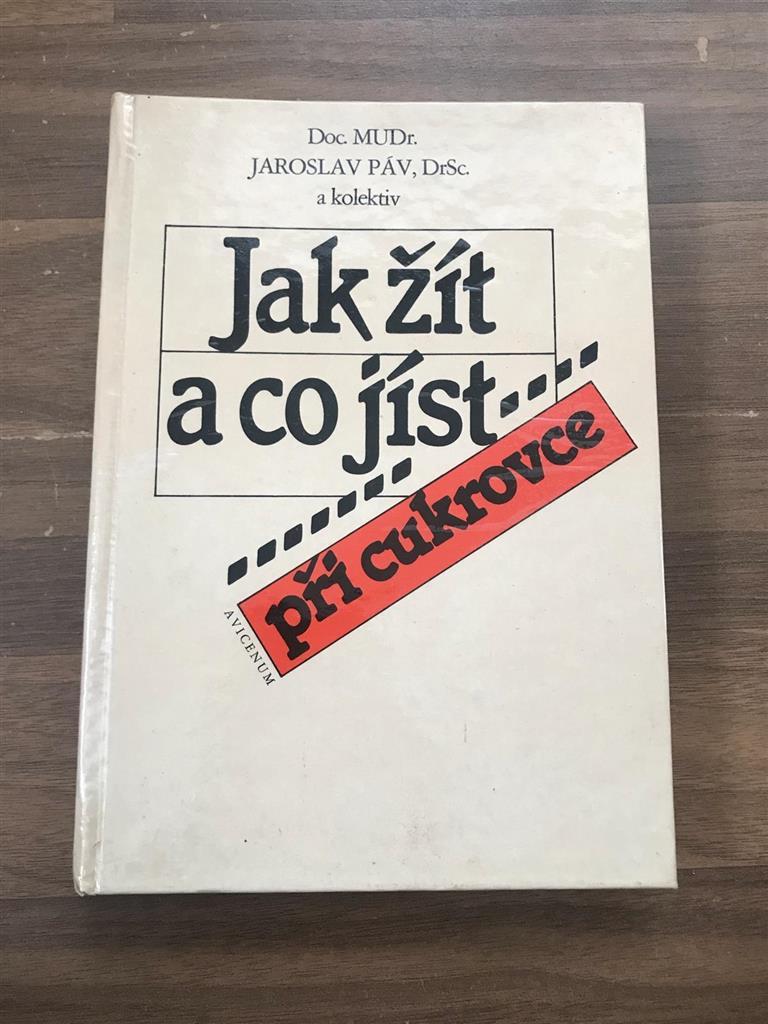 Doc. MUDr.
JAROSLAV PÁV, DrSc.
a kolektiv
Jak žít
a co jíst
při cukrovce
AVICENUM